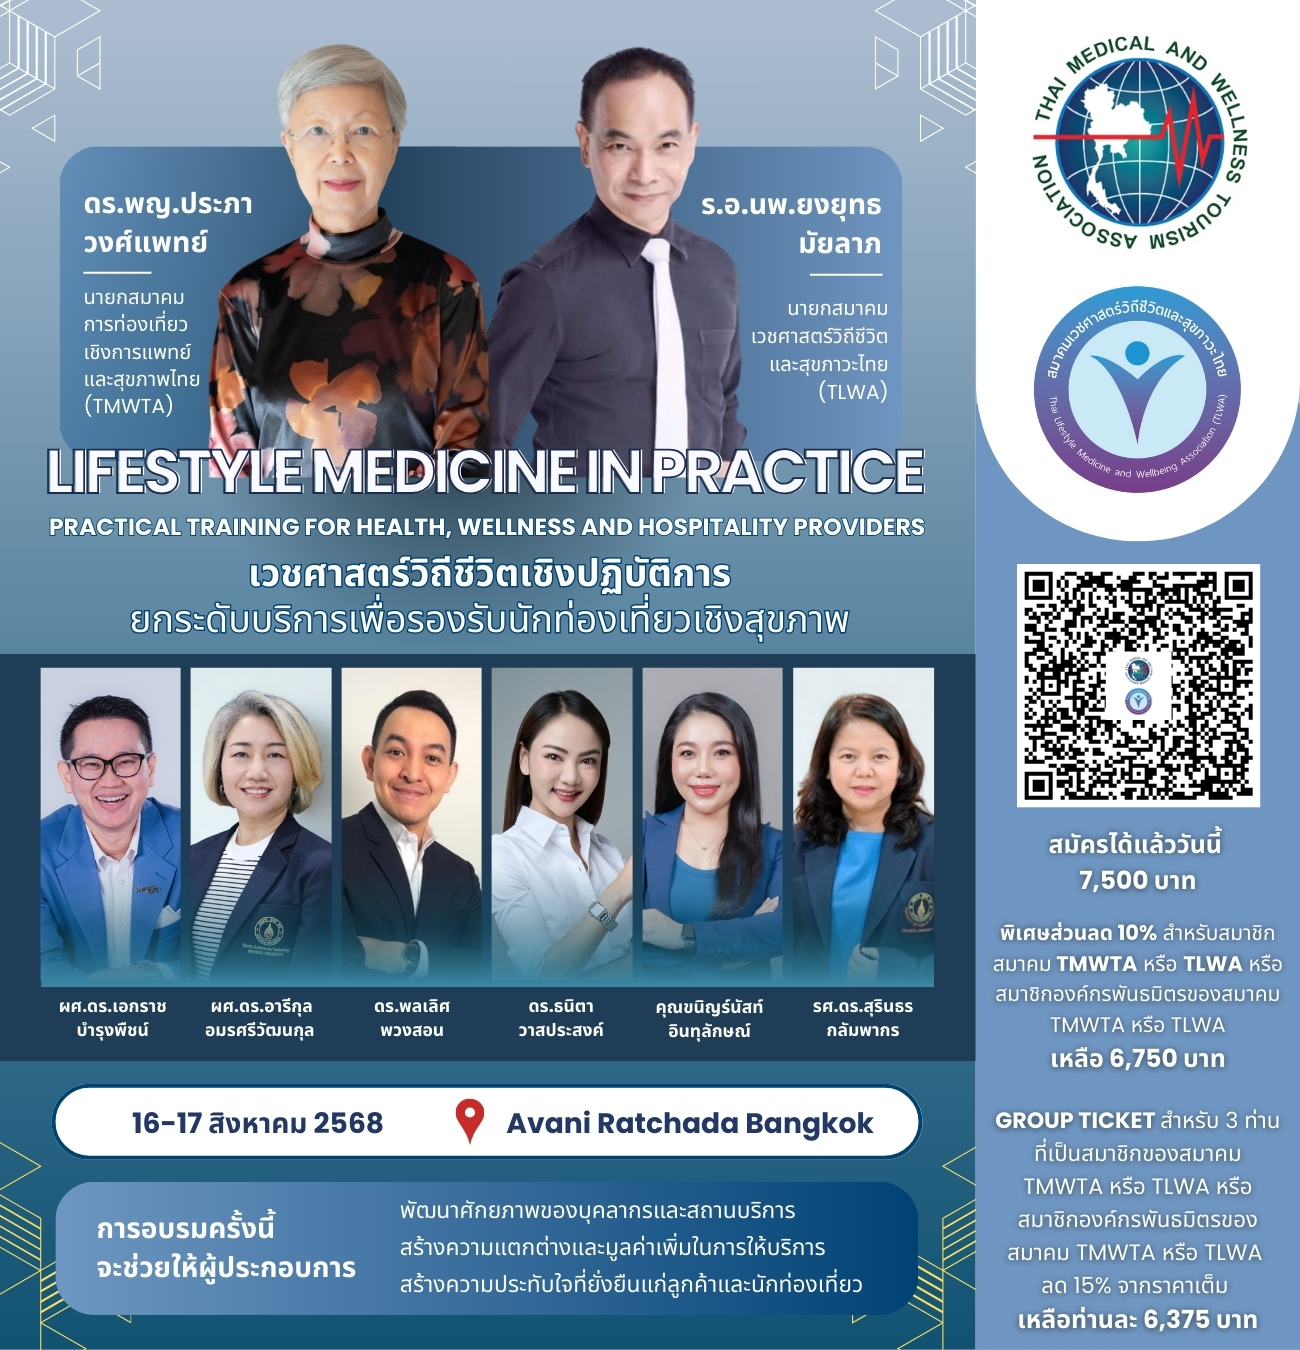 ดร.พญ.ประภา
วงศ์แพทย์
นายกสมาคม
การท่องเที่ยว
เชิงการแพทย์
และสุขภาพไทย
(TMWTA)
ร.อ.นพ.ยงยุทธ
มัยลาภ
นายกสมาคม
เวชศาสตร์วิถีชีวิต
และสุขภาวะไทย
(TLWA)
LIFESTYLE MEDICINE IN PRACTICE
PRACTICAL TRAINING FOR HEALTH, WELLNESS AND HOSPITALITY PROVIDERS
เวชศาสตร์วิถีชีวิตเชิงปฏิบัติการ
ยกระดับบริการเพื่อรองรับนักท่องเที่ยวเชิงสุขภาพ
ผศ.ดร.เอกราช
บำรุงพืชน์
ผศ.ดร.อารีกุล
อมรศรีวัฒนกุล
ดร.พลเลิศ
พวงสอน
ดร.ธนิตา
วาสประสงค์
คุณขนิญร์นัสท์
อินทุลักษณ์
รศ.ดร.สุรินธร
กลัมพากร
16-17 สิงหาคม 2568
Avani Ratchada Bangkok
การอบรมครั้งนี้
จะช่วยให้ผู้ประกอบการ
พัฒนาศักยภาพของบุคลากรและสถานบริการ
สร้างความแตกต่างและมูลค่าเพิ่มในการให้บริการ
สร้างความประทับใจที่ยั่งยืนแก่ลูกค้าและนักท่องเที่ยว
THAI MEDICAL AND WELLNESS TOURISM ASSOCIATION
สมาคมเวชศาสตร์วิถีชีวิตและสุขภาวะไทย
Thai Lifestyle Medicine and Wellbeing Association (TLWA)
สมัครได้แล้ววันนี้
7,500 บาท
พิเศษส่วนลด 10% สำหรับสมาชิก
สมาคม TMWTA หรือ TLWA หรือ
สมาชิกองค์กรพันธมิตรของสมาคม
TMWTA หรือ TLWA
เหลือ 6,750 บาท
GROUP TICKET สำหรับ 3 ท่าน
ที่เป็นสมาชิกของสมาคม
TMWTA หรือ TLWA หรือ
สมาชิกองค์กรพันธมิตรของ
สมาคม TMWTA หรือ TLWA
ลด 15% จากราคาเต็ม
เหลือท่านละ 6,375 บาท